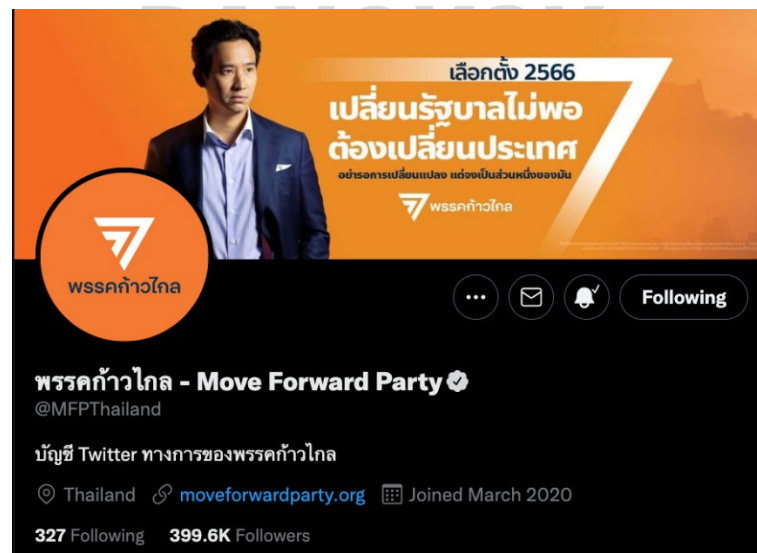 เลือกตั้ง 2566
เปลี่ยนรัฐบาลไม่พอ
ต้องเปลี่ยนประเทศ
อย่ารอการเปลี่ยนแปลง แต่จงเป็นส่วนหนึ่งของมัน
พรรคก้าวไกล
พรรคก้าวไกล
Following
พรรคก้าวไกล - Move Forward Party
@MFPThailand
บัญชี Twitter ทางการของพรรคก้าวไกล
Thailand moveforwardparty.org Joined March 2020
327 Following 399.6K Followers